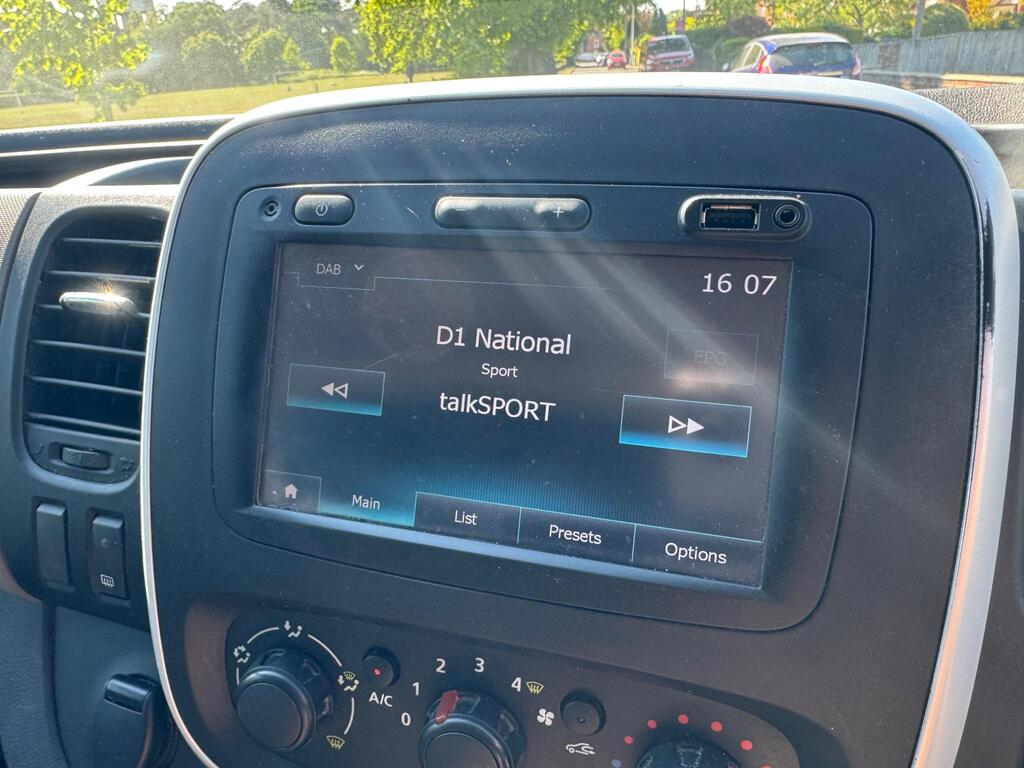 DAB
16 07
D1 National
EPG
Sport
talkSPORT
Main
List
Presets
Options
A/C
0
1
2
3
4